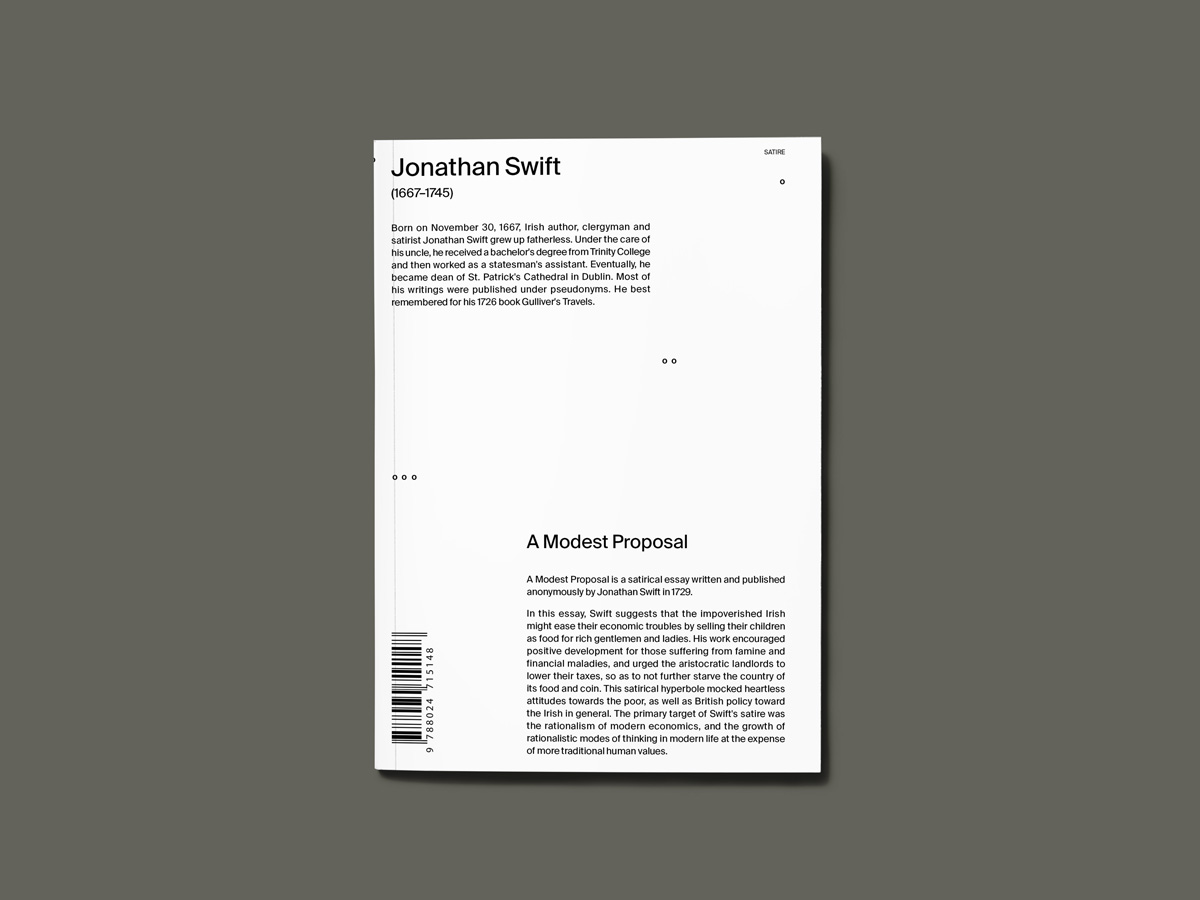 Jonathan Swift
(1667–1745)
SATIRE
o
Born on November 30, 1667, Irish author, clergyman and
satirist Jonathan Swift grew up fatherless. Under the care of
his uncle, he received a bachelor's degree from Trinity College
and then worked as a statesman's assistant. Eventually, he
became dean of St. Patrick's Cathedral in Dublin. Most of
his writings were published under pseudonyms. He best
remembered for his 1726 book Gulliver's Travels.
o o
o o o
A Modest Proposal
A Modest Proposal is a satirical essay written and published
anonymously by Jonathan Swift in 1729.
In this essay, Swift suggests that the impoverished Irish
might ease their economic troubles by selling their children
as food for rich gentlemen and ladies. His work encouraged
positive development for those suffering from famine and
financial maladies, and urged the aristocratic landlords to
lower their taxes, so as to not further starve the country of
its food and coin. This satirical hyperbole mocked heartless
attitudes towards the poor, as well as British policy toward
the Irish in general. The primary target of Swift's satire was
the rationalism of modern economics, and the growth of
rationalistic modes of thinking in modern life at the expense
of more traditional human values.
9 788024 715148